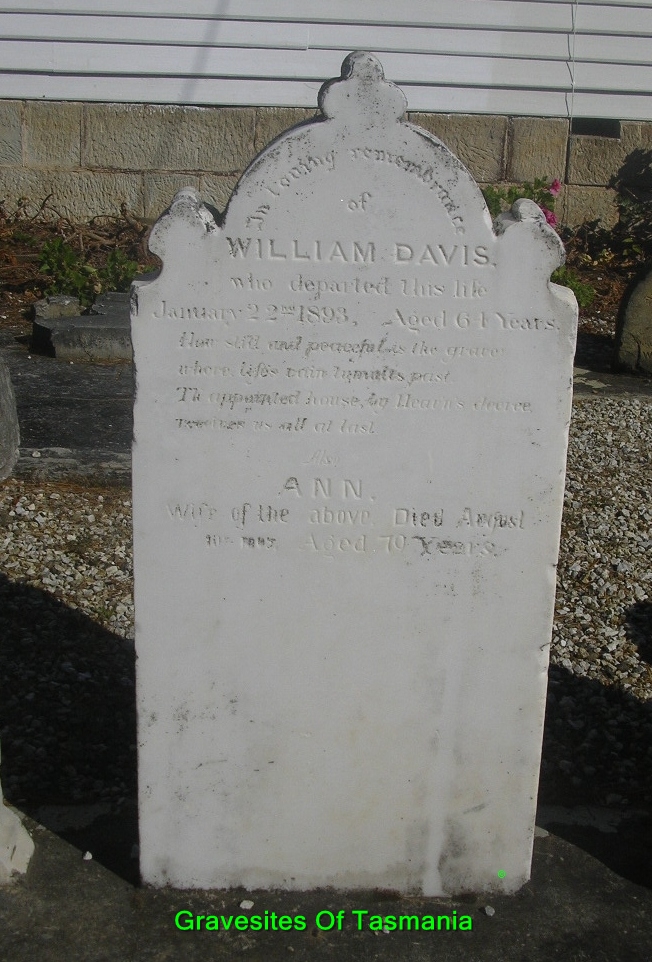 In loving remembrance
of
WILLIAM DAVIS.
who departed this life
January 22nd 1893, Aged 64 Years.
How still and peaceful is the grave
where, life's vain tumults past
Th' appointed house, by Heav'n's decree
receives us all at last
Also
ANN.
Wife of the above Died August
Aged 70 Years.
Gravesites Of Tasmania